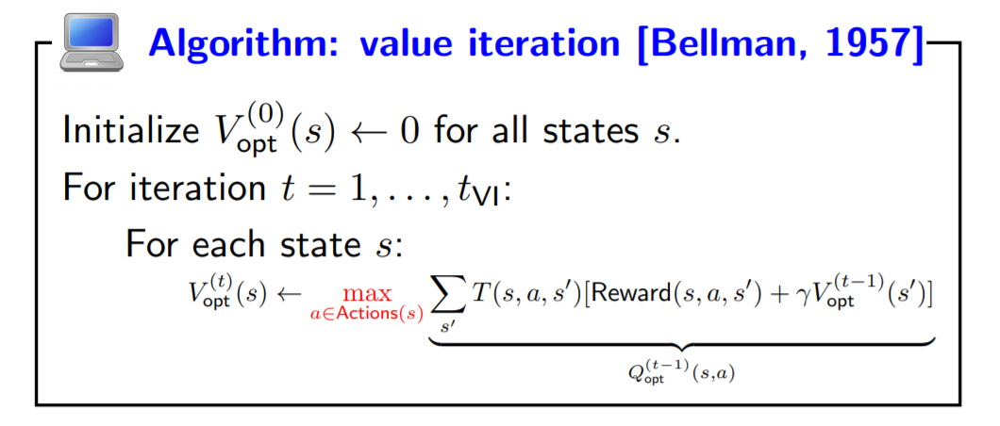 Algorithm: value iteration [Bellman, 1957]
Initialize $V_{\text{opt}}^{(0)}(s) \leftarrow 0$ for all states $s$.
For iteration $t = 1, \ldots, t_{\text{VI}}$:
For each state $s$:
$V_{\text{opt}}^{(t)}(s) \leftarrow \max_{a \in \text{Actions}(s)} \underbrace{\sum_{s'} T(s, a, s')[\text{Reward}(s, a, s') + \gamma V_{\text{opt}}^{(t-1)}(s')]}_{Q_{\text{opt}}^{(t-1)}(s,a)}$